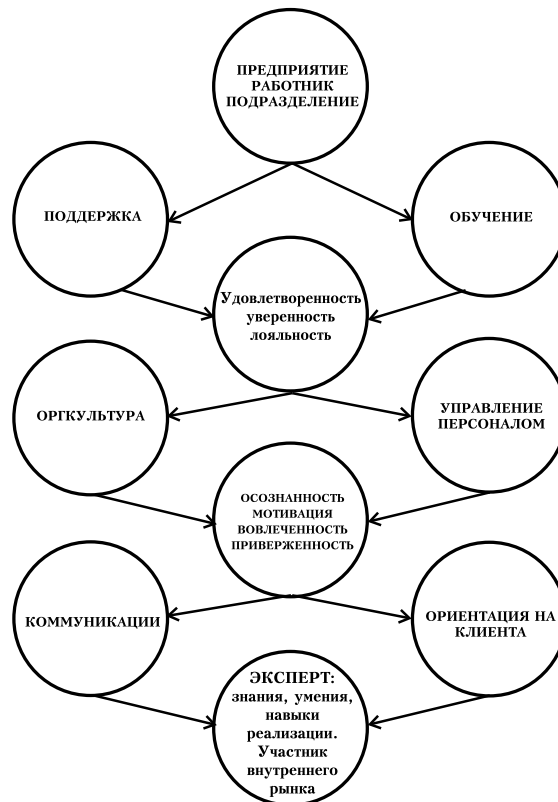 ПРЕДПРИЯТИЕ
РАБОТНИК
ПОДРАЗДЕЛЕНИЕ
ПОДДЕРЖКА
ОБУЧЕНИЕ
Удовлетворенность
уверенность
лояльность
ОРГКУЛЬТУРА
УПРАВЛЕНИЕ
ПЕРСОНАЛОМ
ОСОЗНАННОСТЬ
МОТИВАЦИЯ
ВОВЛЕЧЕННОСТЬ
ПРИВЕРЖЕННОСТЬ
КОММУНИКАЦИИ
ОРИЕНТАЦИЯ НА
КЛИЕНТА
ЭКСПЕРТ:
знания, умения,
навыки
реализации.
Участник
внутреннего
рынка